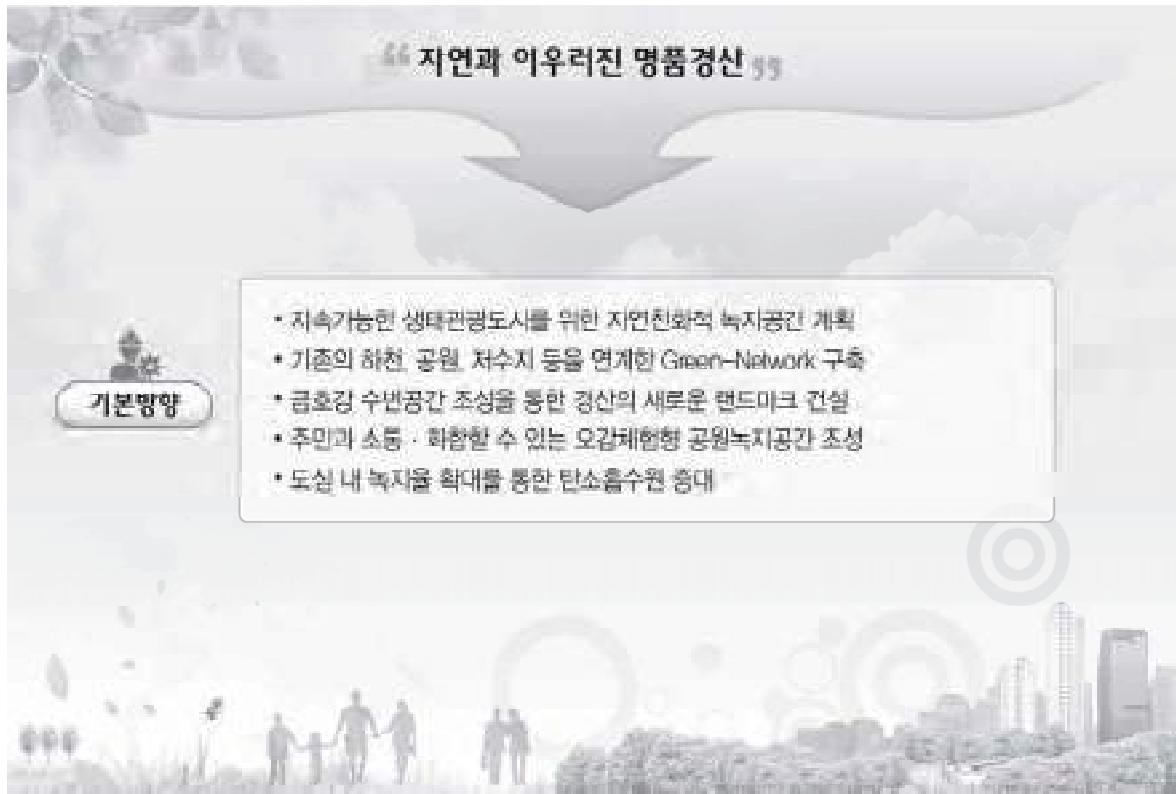 “ 자연과 어우러진 명품경산 ”
• 지속가능한 생태관광도시를 위한 자연친화적 녹지공간 계획
• 기존의 하천, 공원, 저수지 등을 연계한 Green-Network 구축
기본방향
• 금호강 수변공간 조성을 통한 경산의 새로운 랜드마크 건설
• 주민과 소통 · 화합할 수 있는 오감체험형 공원녹지공간 조성
• 도심 내 녹지율 확대를 통한 탄소흡수원 증대